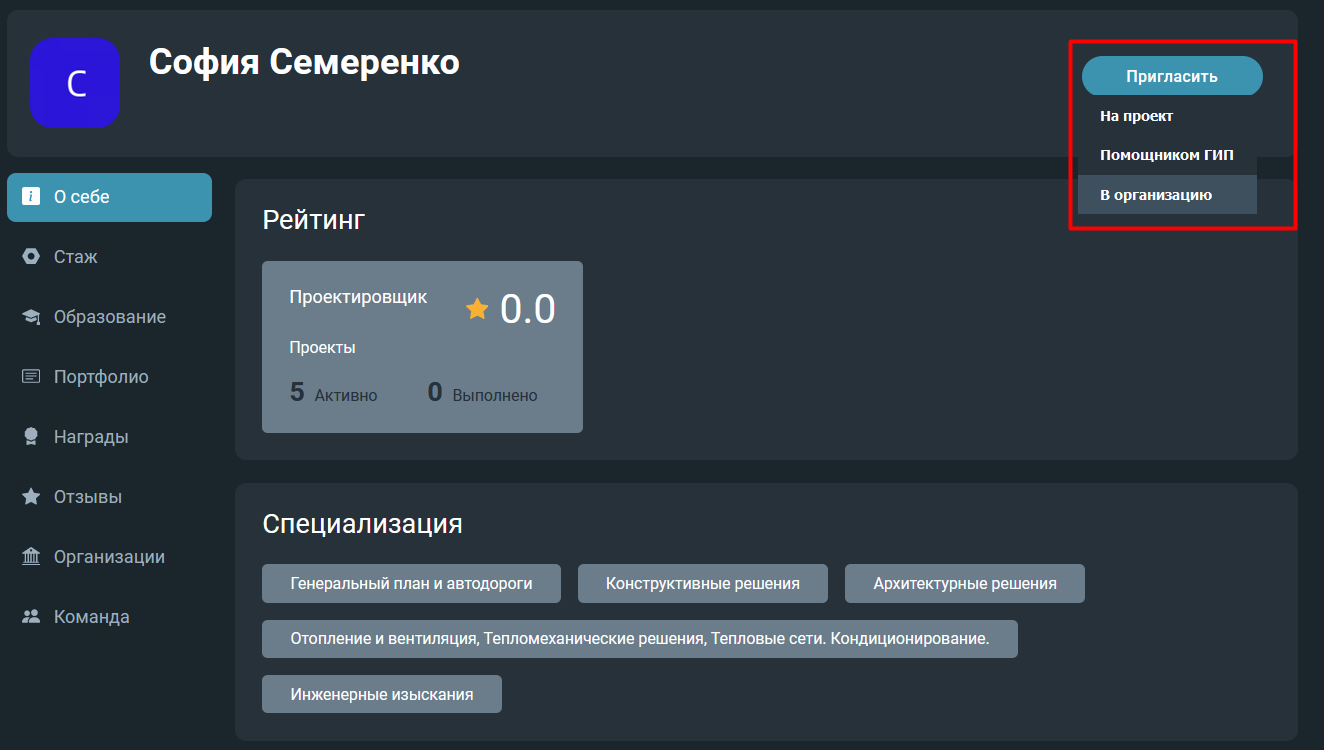 С
София Семеренко
Пригласить
На проект
Помощником ГИП
В организацию
О себе
Стаж
Образование
Портфолио
Награды
Отзывы
Организации
Команда
Рейтинг
Проектировщик
0.0
Проекты
5 Активно 0 Выполнено
Специализация
Генеральный план и автодороги Конструктивные решения Архитектурные решения
Отопление и вентиляция, Тепломеханические решения, Тепловые сети. Кондиционирование.
Инженерные изыскания